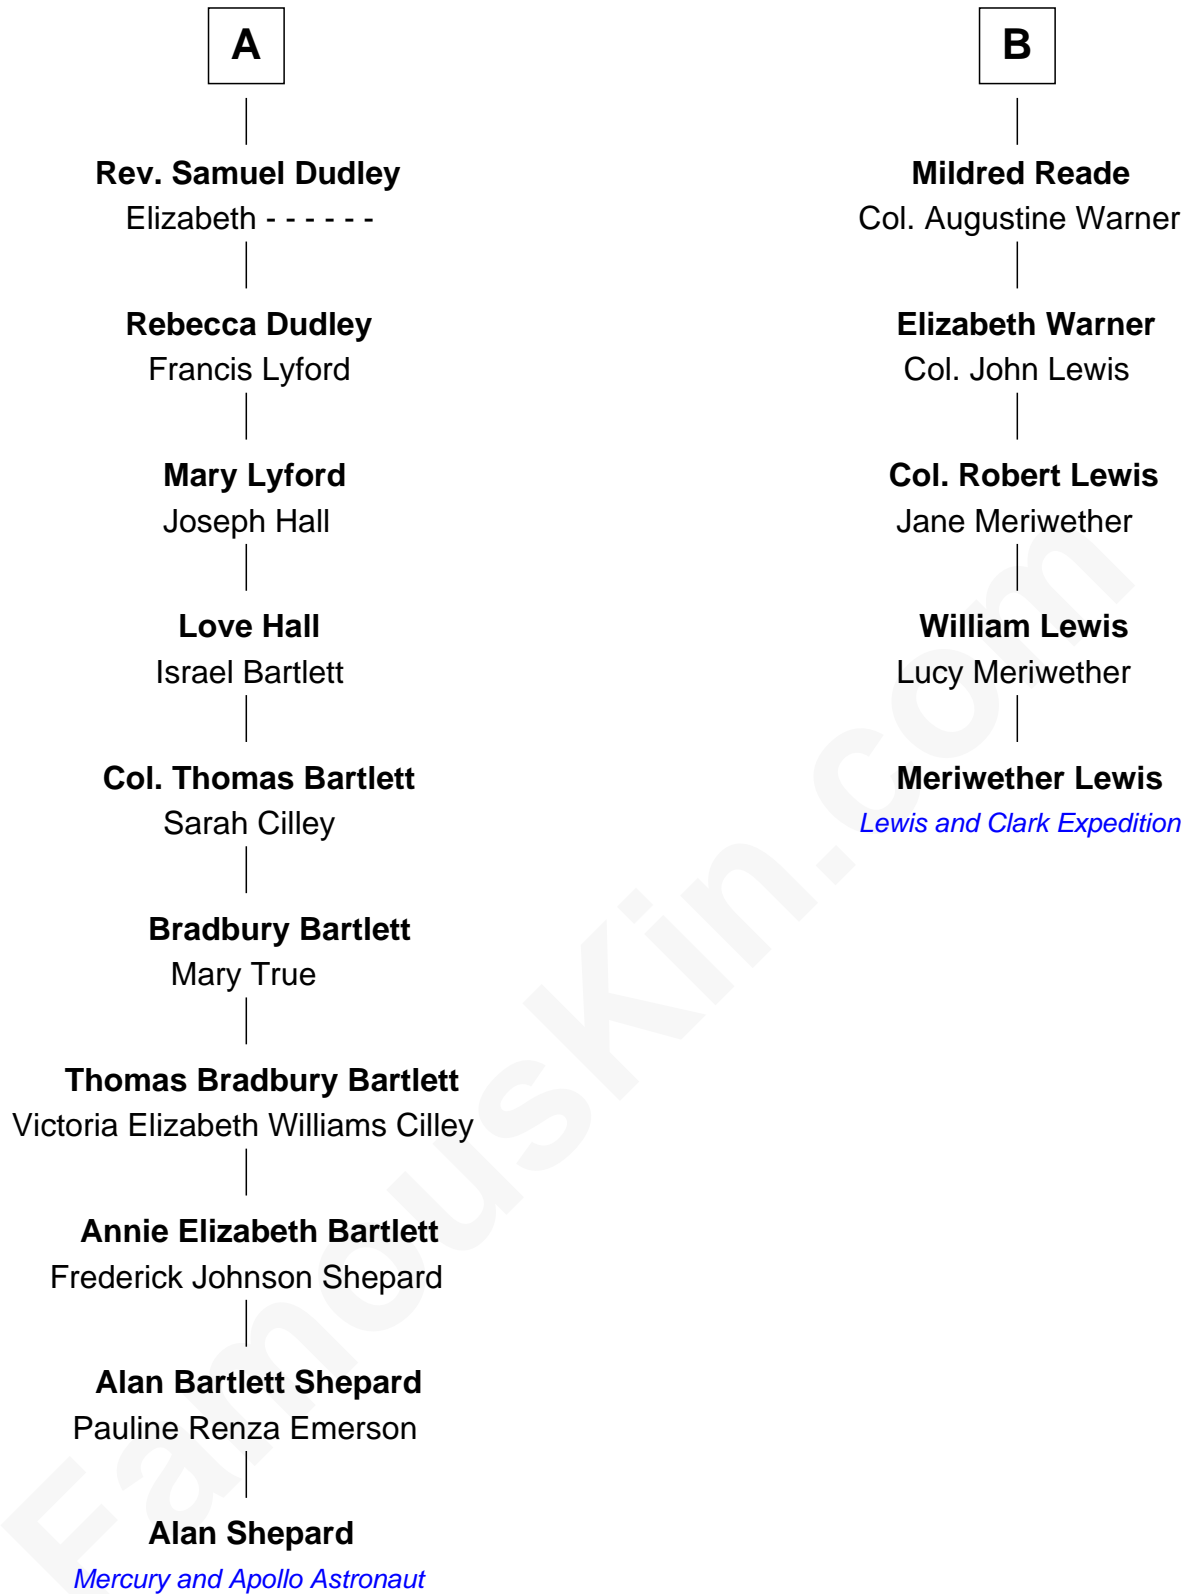 A
Rev. Samuel Dudley
Elizabeth - - - - - -
Rebecca Dudley
Francis Lyford
Mary Lyford
Joseph Hall
Love Hall
Israel Bartlett
Col. Thomas Bartlett
Sarah Cilley
Bradbury Bartlett
Mary True
Thomas Bradbury Bartlett
Victoria Elizabeth Williams Cilley
Annie Elizabeth Bartlett
Frederick Johnson Shepard
Alan Bartlett Shepard
Pauline Renza Emerson
Alan Shepard
Mercury and Apollo Astronaut
B
Mildred Reade
Col. Augustine Warner
Elizabeth Warner
Col. John Lewis
Col. Robert Lewis
Jane Meriwether
William Lewis
Lucy Meriwether
Meriwether Lewis
Lewis and Clark Expedition
FamousKin.com